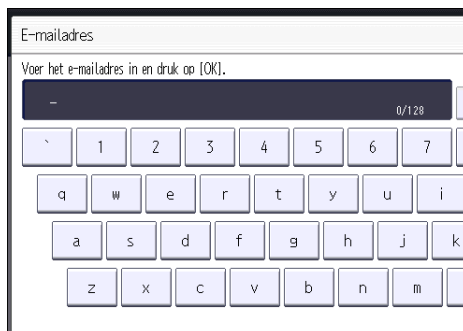 E-mailadres
Voer het e-mailadres in en druk op [OK].
_
0/128
` 1 2 3 4 5 6 7
q w e r t y u i
a s d f g h j k
z x c v b n m